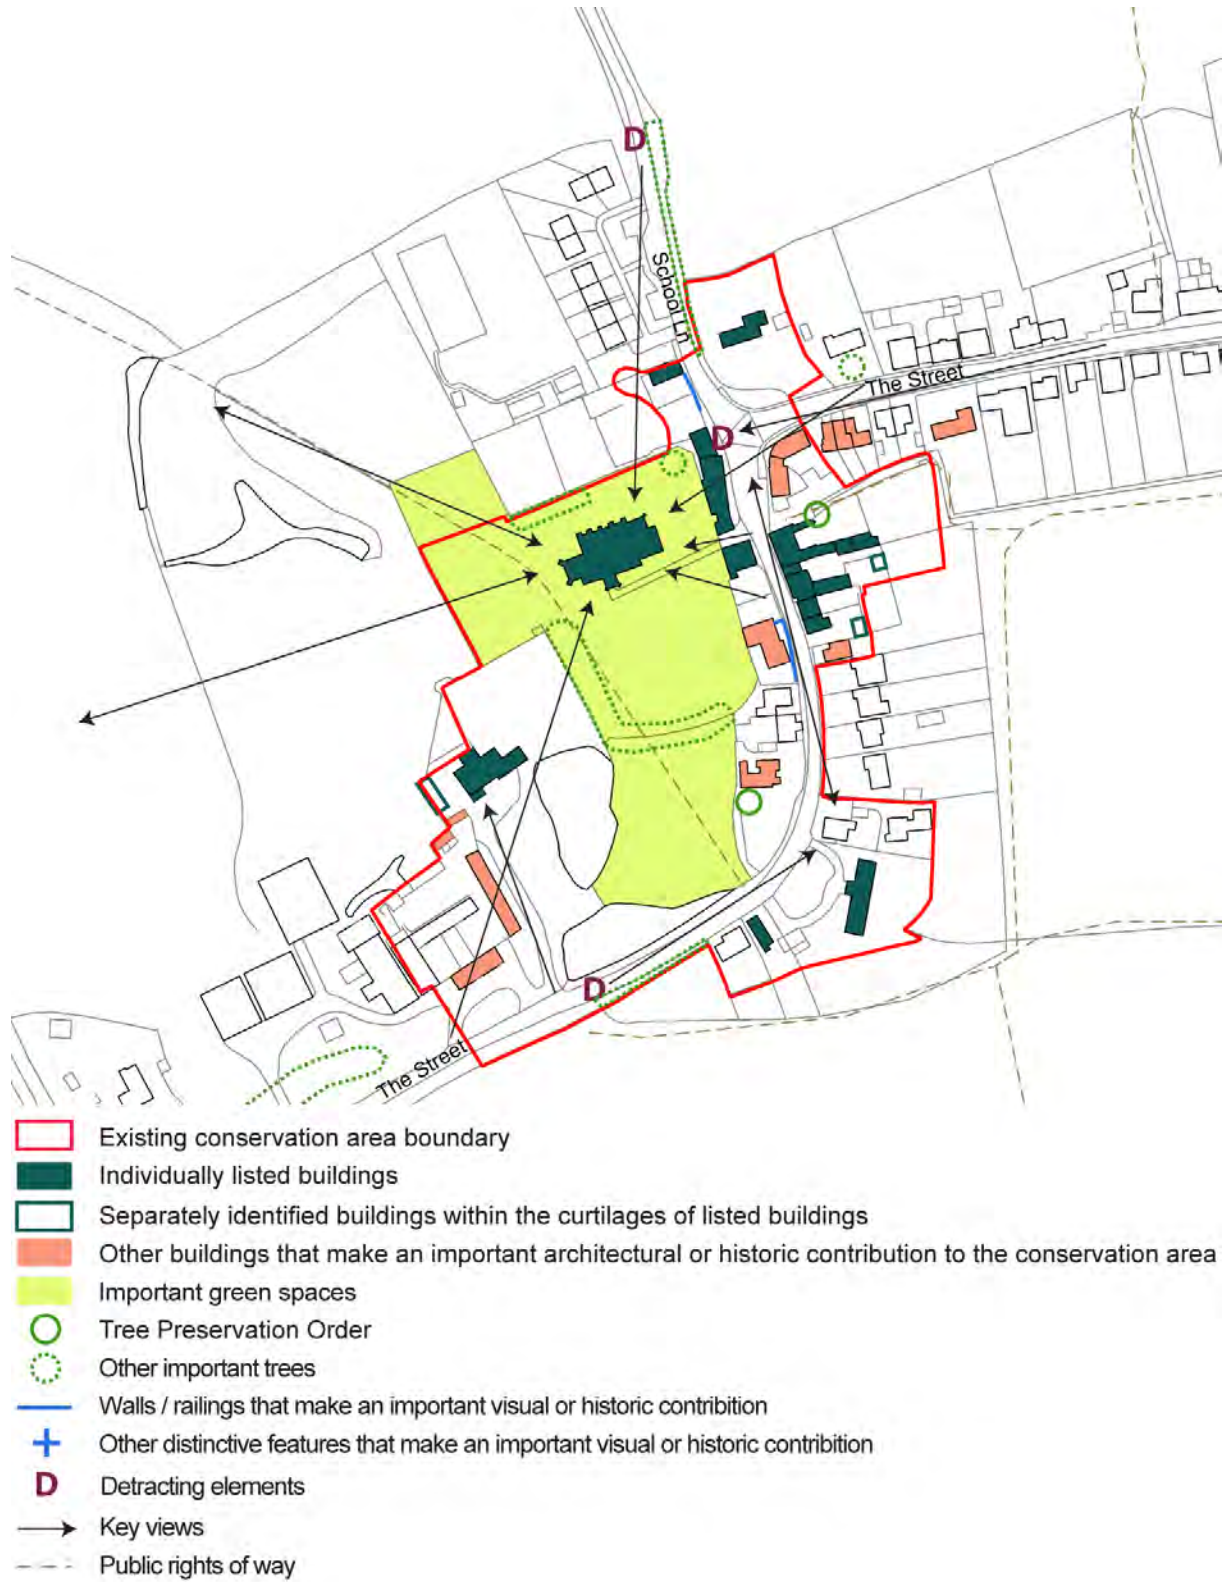 D
School Ln
The Street
D
D
The Street
Existing conservation area boundary
Individually listed buildings
Separately identified buildings within the curtilages of listed buildings
Other buildings that make an important architectural or historic contribution to the conservation area
Important green spaces
Tree Preservation Order
Other important trees
Walls / railings that make an important visual or historic contribition
Other distinctive features that make an important visual or historic contribition
D Detracting elements
Key views
Public rights of way